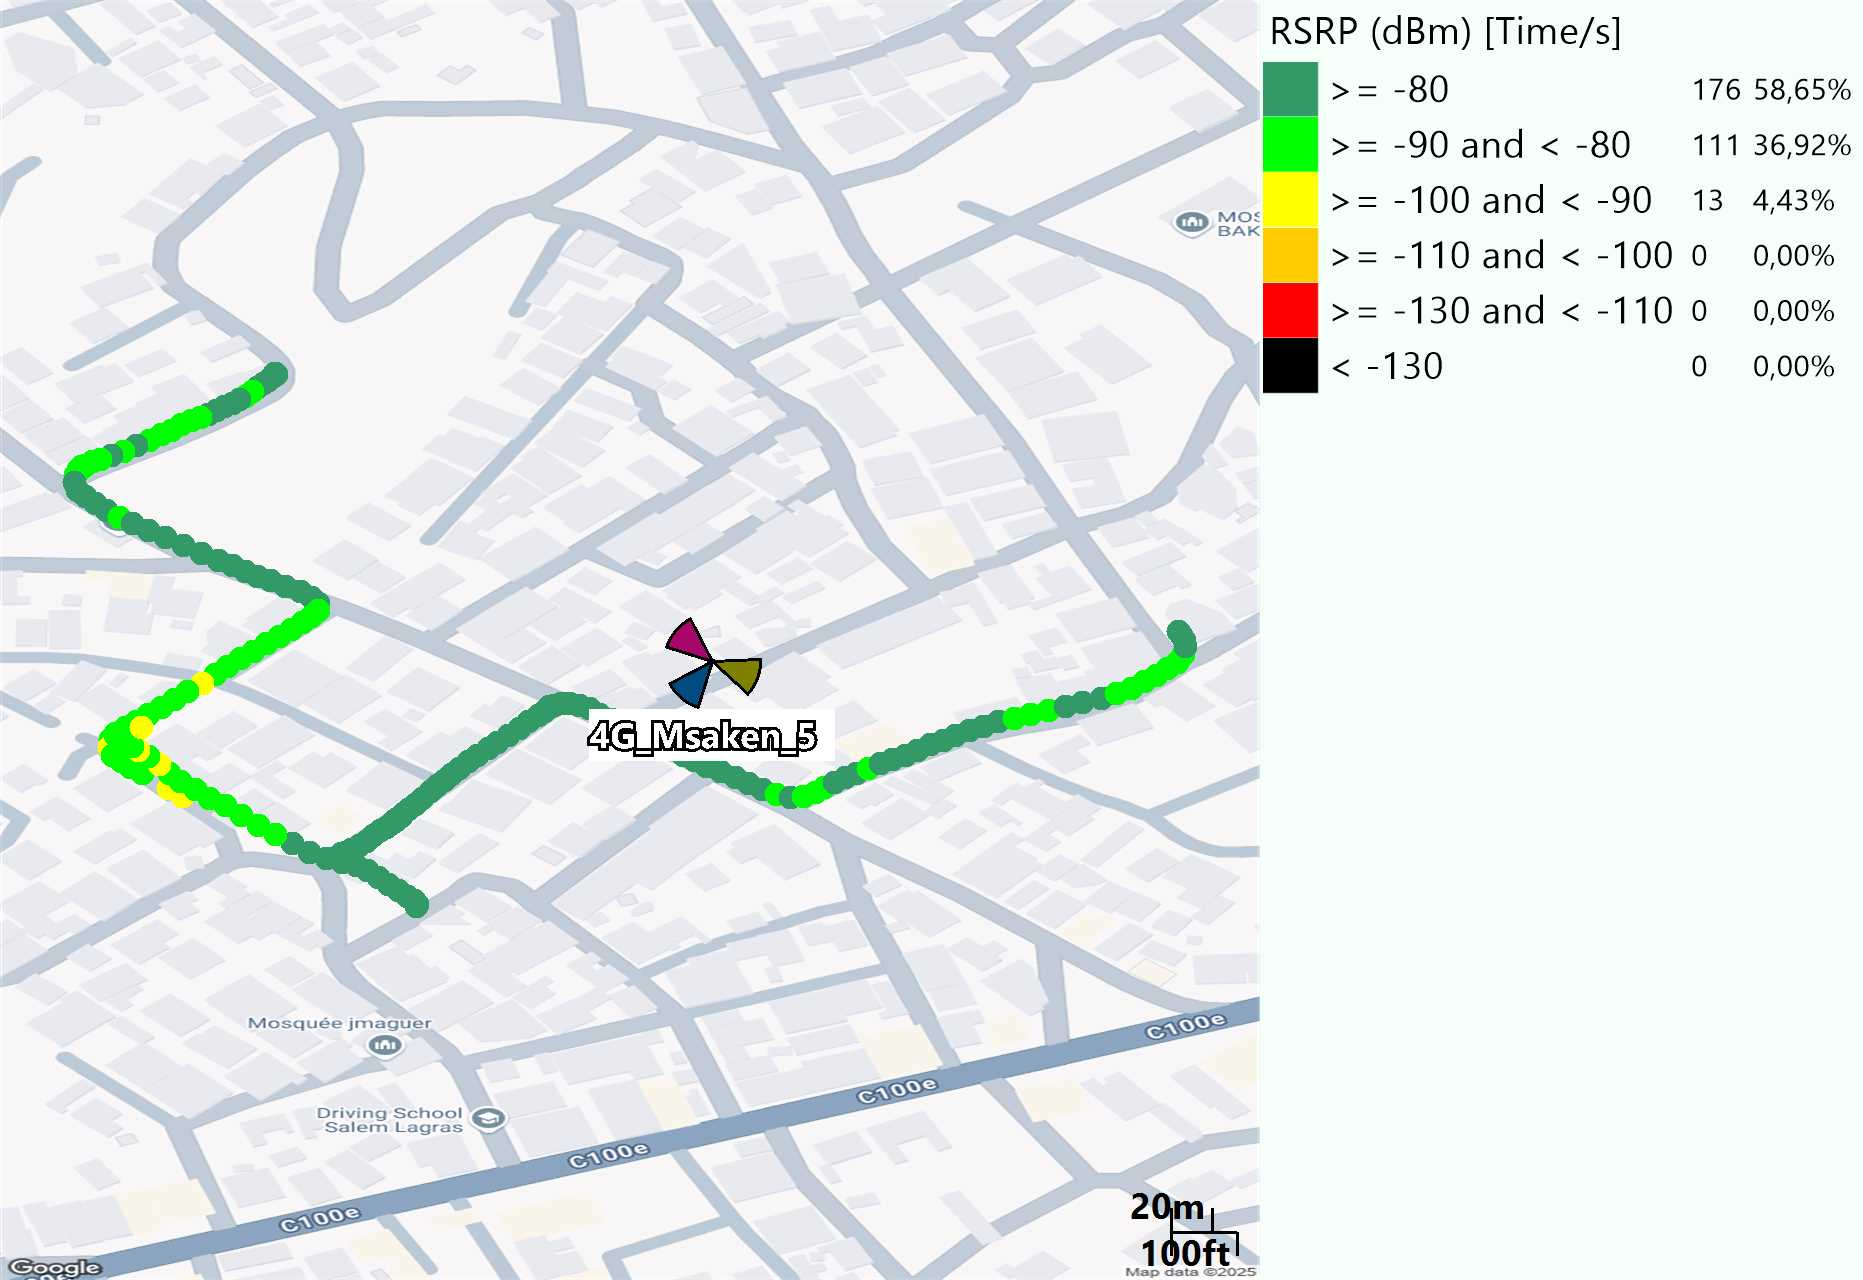 RSRP (dBm) [Time/s]
>= -80 176 58,65%
>= -90 and < -80 111 36,92%
>= -100 and < -90 13 4,43%
>= -110 and < -100 0 0,00%
>= -130 and < -110 0 0,00%
< -130 0 0,00%
MOS
BAK
4G_Msaken_5
Mosquée jmaguer
C100e
C100e
Driving School
Salem Lagras
C100e
C100e
20m
100ft
Google
Map data ©2025